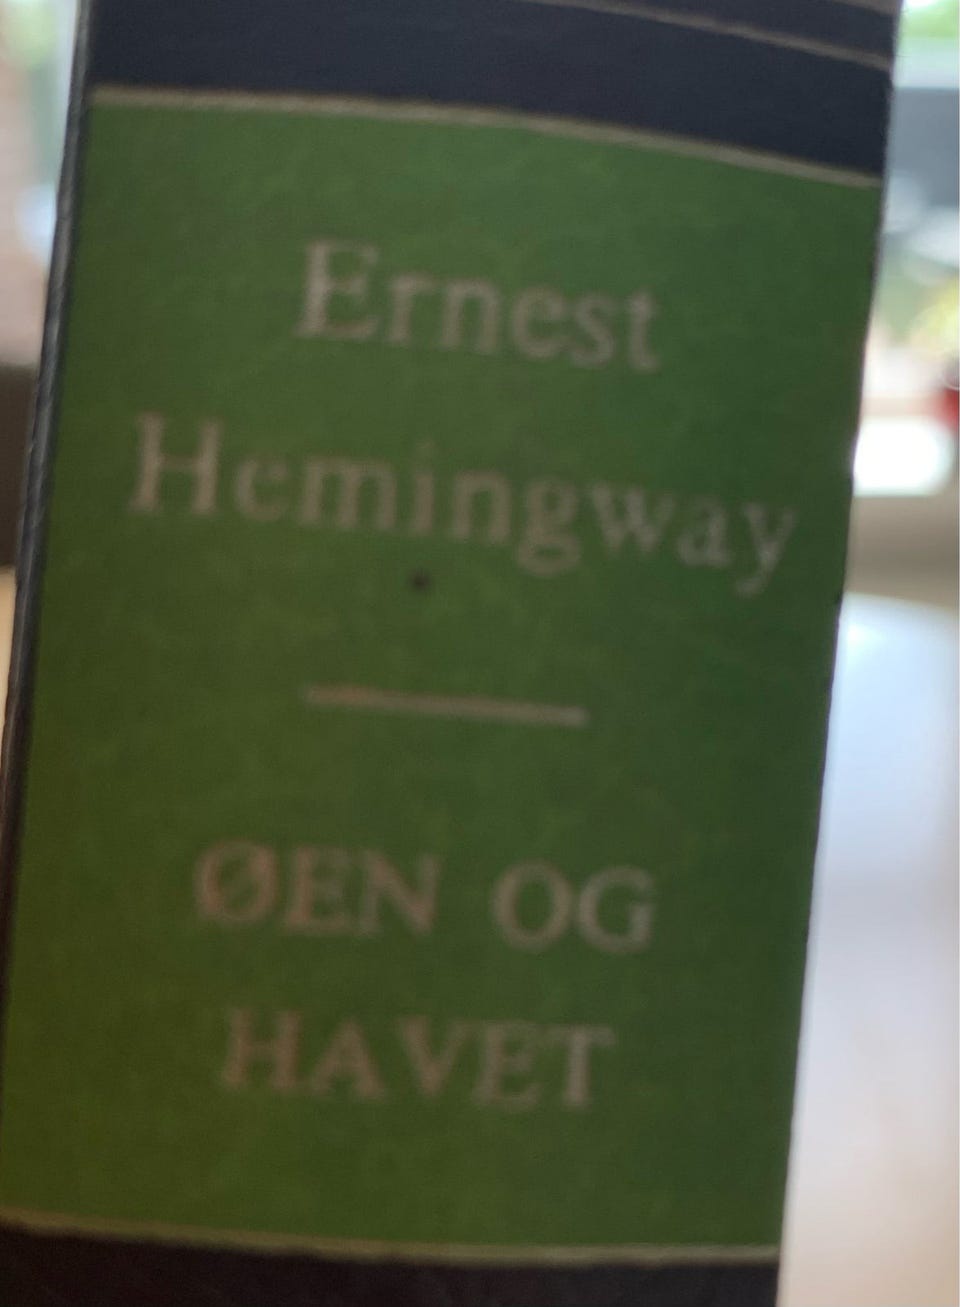 Ernest
Hemingway
ØEN OG
HAVET